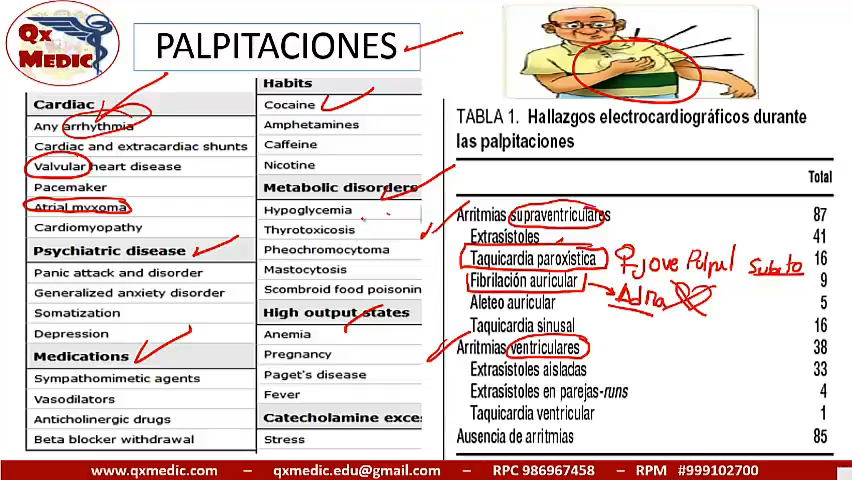 Qx
MEDIC
PALPITACIONES
Cardiac
Any arrhythmia
Cardiac and extracardiac shunts
Valvular heart disease
Pacemaker
Atrial myxoma
Cardiomyopathy
Psychiatric disease
Panic attack and disorder
Generalized anxiety disorder
Somatization
Depression
Medications
Sympathomimetic agents
Vasodilators
Anticholinergic drugs
Beta blocker withdrawal
Habits
Cocaine
Amphetamines
Caffeine
Nicotine
Metabolic disorders
Hypoglycemia
Thyrotoxicosis
Pheochromocytoma
Mastocytosis
Scombroid food poisonin
High output states
Anemia
Pregnancy
Paget's disease
Fever
Catecholamine exce
Stress
TABLA 1. Hallazgos electrocardiográficos durante
las palpitaciones
Total
Arritmias supraventriculares 87
Extrasístoles 41
Taquicardia paroxística 16 ♀ Jove Palpul Subito
Fibrilación auricular 9
Aleteo auricular 5
Taquicardia sinusal 16
Arritmias ventriculares 38
Extrasístoles aisladas 33
Extrasístoles en parejas-runs 4
Taquicardia ventricular 1
Ausencia de arritmias 85
www.qxmedic.com – qxmedic.edu@gmail.com – RPC 986967458 – RPM #999102700